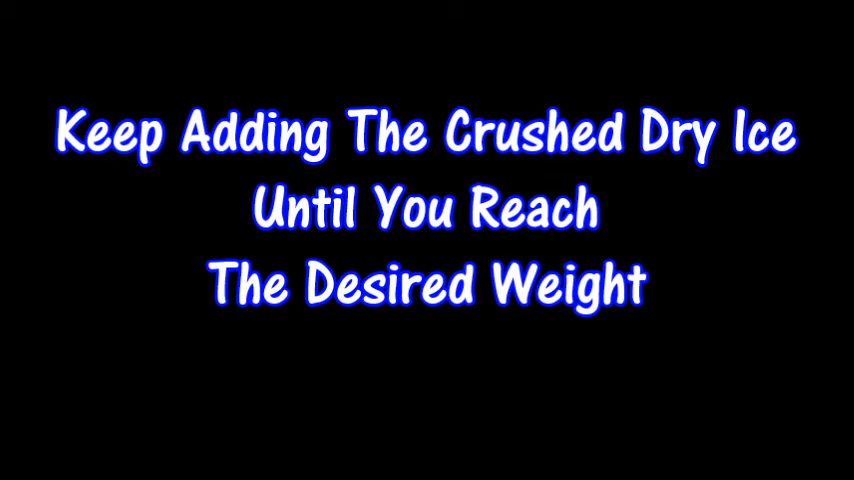 Keep Adding The Crushed Dry Ice
Until You Reach
The Desired Weight